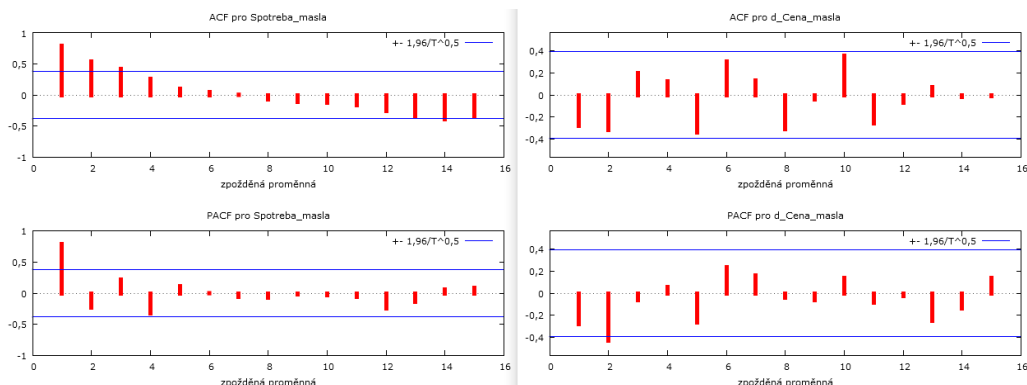 ACF pro Spotreba_masla
+- 1,96/T^0,5
1
0,5
0
-0,5
-1
0 2 4 6 8 10 12 14 16
zpožděná proměnná
PACF pro Spotreba_masla
+- 1,96/T^0,5
1
0,5
0
-0,5
-1
0 2 4 6 8 10 12 14 16
zpožděná proměnná
ACF pro d_Cena_masla
+- 1,96/T^0,5
0,4
0,2
0
-0,2
-0,4
0 2 4 6 8 10 12 14 16
zpožděná proměnná
PACF pro d_Cena_masla
+- 1,96/T^0,5
0,4
0,2
0
-0,2
-0,4
0 2 4 6 8 10 12 14 16
zpožděná proměnná